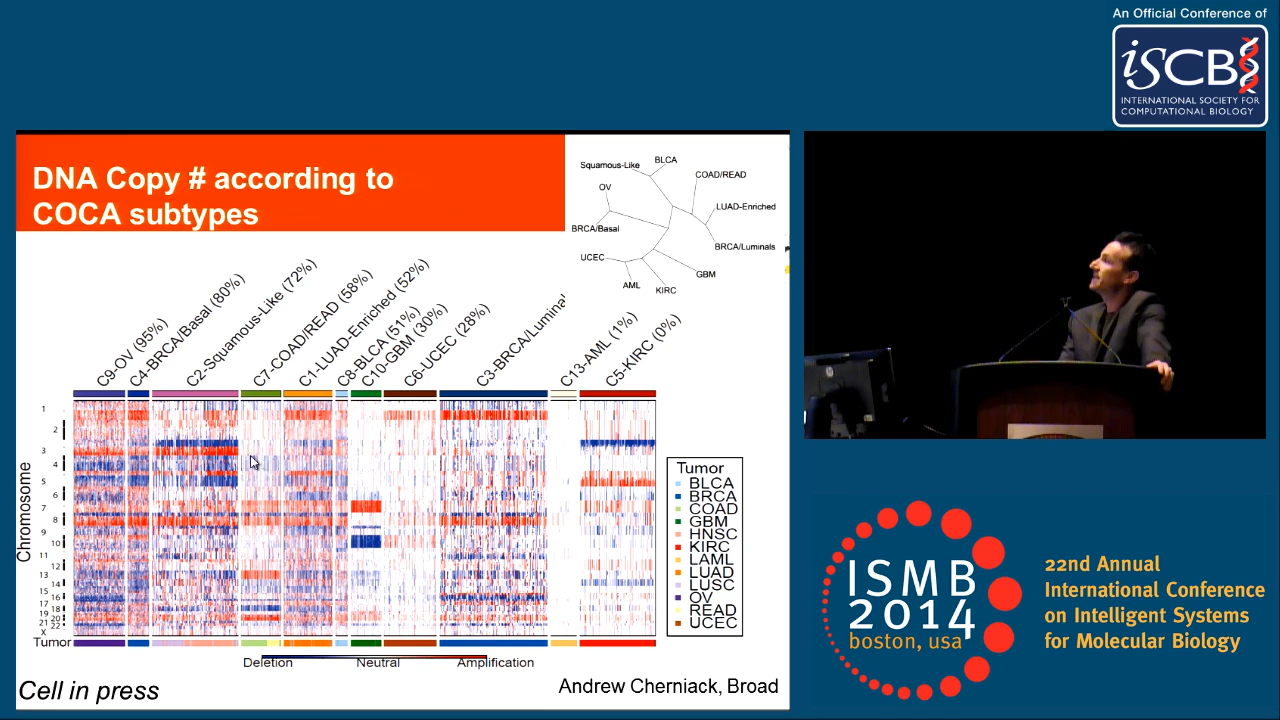 An Official Conference of
iSCB
INTERNATIONAL SOCIETY FOR
COMPUTATIONAL BIOLOGY
DNA Copy # according to
COCA subtypes
Squamous-Like
BLCA
COAD/READ
OV
LUAD-Enriched
BRCA/Basal
BRCA/Luminals
UCEC
GBM
AML
KIRC
C9-OV (95%)
C4-BRCA/Basal (80%)
C2-Squamous-Like (72%)
C7-COAD/READ (58%)
C1-LUAD-Enriched (52%)
C8-BLCA (51%)
C10-GBM (30%)
C6-UCEC (28%)
C3-BRCA/Luminal
C13-AML (1%)
C5-KIRC (0%)
Chromosome
1
2
3
4
5
6
7
8
9
10
11
12
13
14
15
16
17
18
19
20
21
22
X
Tumor
Deletion
Neutral
Amplification
Tumor
BLCA
BRCA
COAD
GBM
HNSC
KIRC
LAML
LUAD
LUSC
OV
READ
UCEC
Cell in press
Andrew Cherniack, Broad
ISMB
2014
boston, usa
22nd Annual
International Conference
on Intelligent Systems
for Molecular Biology